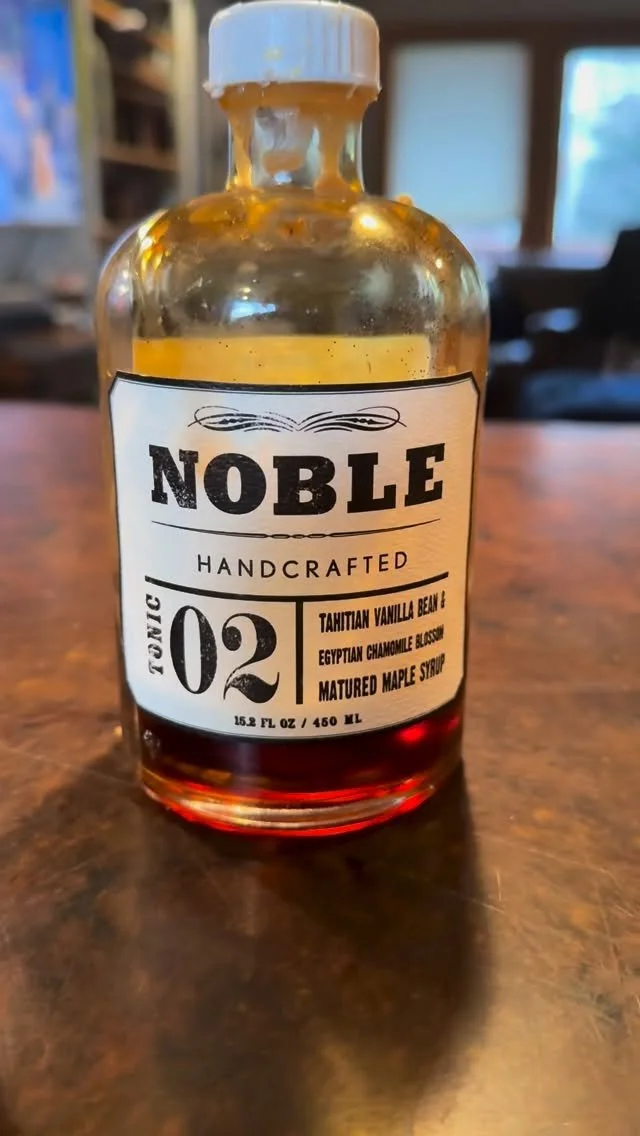 NOBLE
HANDCRAFTED
TONIC
02
TAHITIAN VANILLA BEAN &
EGYPTIAN CHAMOMILE BLOSSOM
MATURED MAPLE SYRUP
15.2 FL OZ / 450 ML